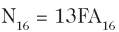 N₁₆ = 13FA₁₆